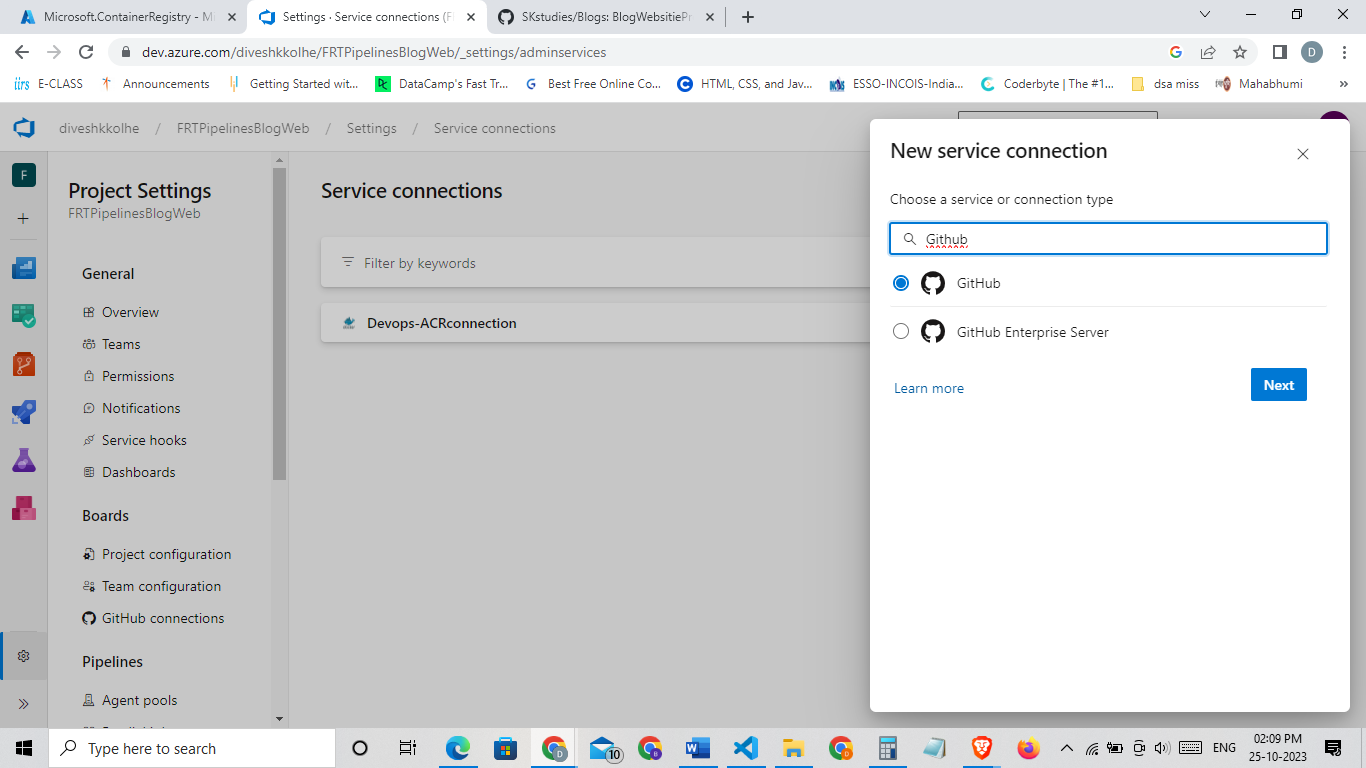 Microsoft.ContainerRegistry - Mi
Settings · Service connections (F
SKstudies/Blogs: BlogWebsitiePr
dev.azure.com/diveshkkolhe/FRTPipelinesBlogWeb/_settings/adminservices
D
E-CLASS
Announcements
Getting Started wit...
DataCamp's Fast Tr...
Best Free Online Co...
HTML, CSS, and Jav...
ESSO-INCOIS-India...
Coderbyte | The #1...
dsa miss
Mahabhumi
»
diveshkkolhe / FRTPipelinesBlogWeb / Settings / Service connections
F
Project Settings
FRTPipelinesBlogWeb
General
Overview
Teams
Permissions
Notifications
Service hooks
Dashboards
Boards
Project configuration
Team configuration
GitHub connections
Pipelines
Agent pools
Service connections
Filter by keywords
Devops-ACRconnection
New service connection
Choose a service or connection type
Github
GitHub
GitHub Enterprise Server
Learn more
Next
Type here to search
10
ENG
02:09 PM
25-10-2023